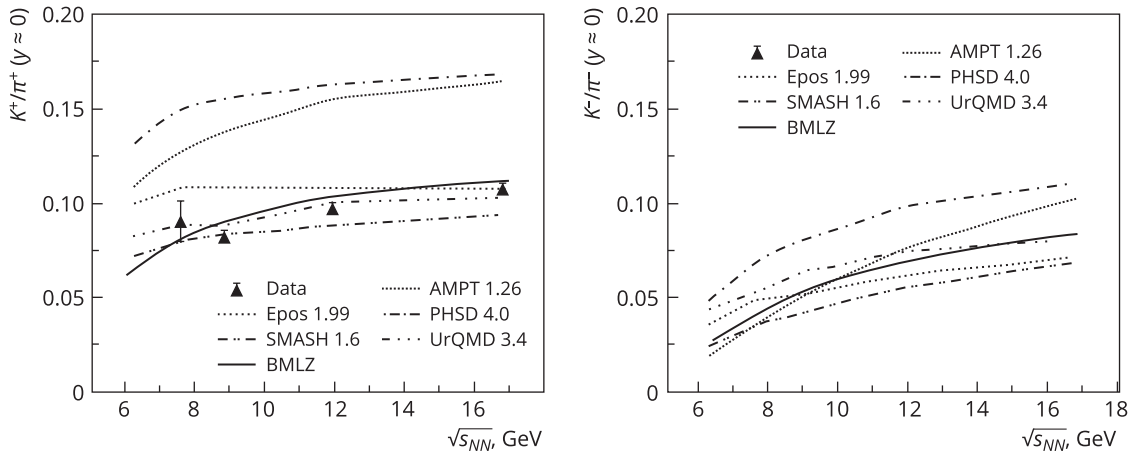 K⁺/π⁺ (y ≈ 0)
0.20
0.15
0.10
0.05
0
Data
Epos 1.99
SMASH 1.6
BMLZ
AMPT 1.26
PHSD 4.0
UrQMD 3.4
6 8 10 12 14 16
√sNN, GeV
K⁻/π⁻ (y ≈ 0)
0.20
0.15
0.10
0.05
0
Data
Epos 1.99
SMASH 1.6
BMLZ
AMPT 1.26
PHSD 4.0
UrQMD 3.4
6 8 10 12 14 16 18
√sNN, GeV